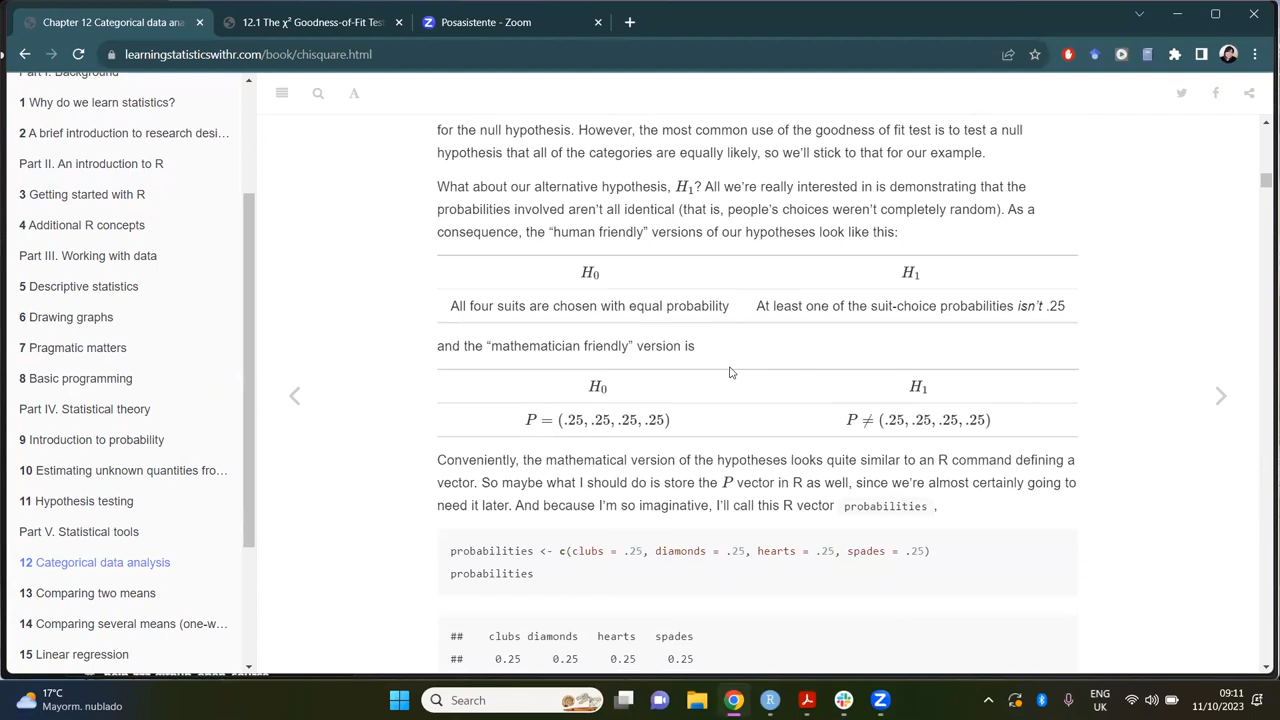 Chapter 12 Categorical data ana
12.1 The χ² Goodness-of-Fit Tes
Posasistente - Zoom
learningstatisticswithr.com/book/chisquare.html
Part I. Background
1 Why do we learn statistics?
2 A brief introduction to research desi…
Part II. An introduction to R
3 Getting started with R
4 Additional R concepts
Part III. Working with data
5 Descriptive statistics
6 Drawing graphs
7 Pragmatic matters
8 Basic programming
Part IV. Statistical theory
9 Introduction to probability
10 Estimating unknown quantities fro…
11 Hypothesis testing
Part V. Statistical tools
12 Categorical data analysis
13 Comparing two means
14 Comparing several means (one-w…
15 Linear regression
A
for the null hypothesis. However, the most common use of the goodness of fit test is to test a null
hypothesis that all of the categories are equally likely, so we'll stick to that for our example.
What about our alternative hypothesis, H₁? All we're really interested in is demonstrating that the
probabilities involved aren't all identical (that is, people's choices weren't completely random). As a
consequence, the “human friendly” versions of our hypotheses look like this:
H₀ H₁
All four suits are chosen with equal probability At least one of the suit-choice probabilities isn't .25
and the “mathematician friendly” version is
H₀ H₁
P = (.25, .25, .25, .25) P ≠ (.25, .25, .25, .25)
Conveniently, the mathematical version of the hypotheses looks quite similar to an R command defining a
vector. So maybe what I should do is store the P vector in R as well, since we're almost certainly going to
need it later. And because I'm so imaginative, I'll call this R vector probabilities ,
probabilities <- c(clubs = .25, diamonds = .25, hearts = .25, spades = .25)
probabilities
## clubs diamonds hearts spades
## 0.25 0.25 0.25 0.25
17°C
Mayorm. nublado
Search
ENG
UK
09:11
11/10/2023